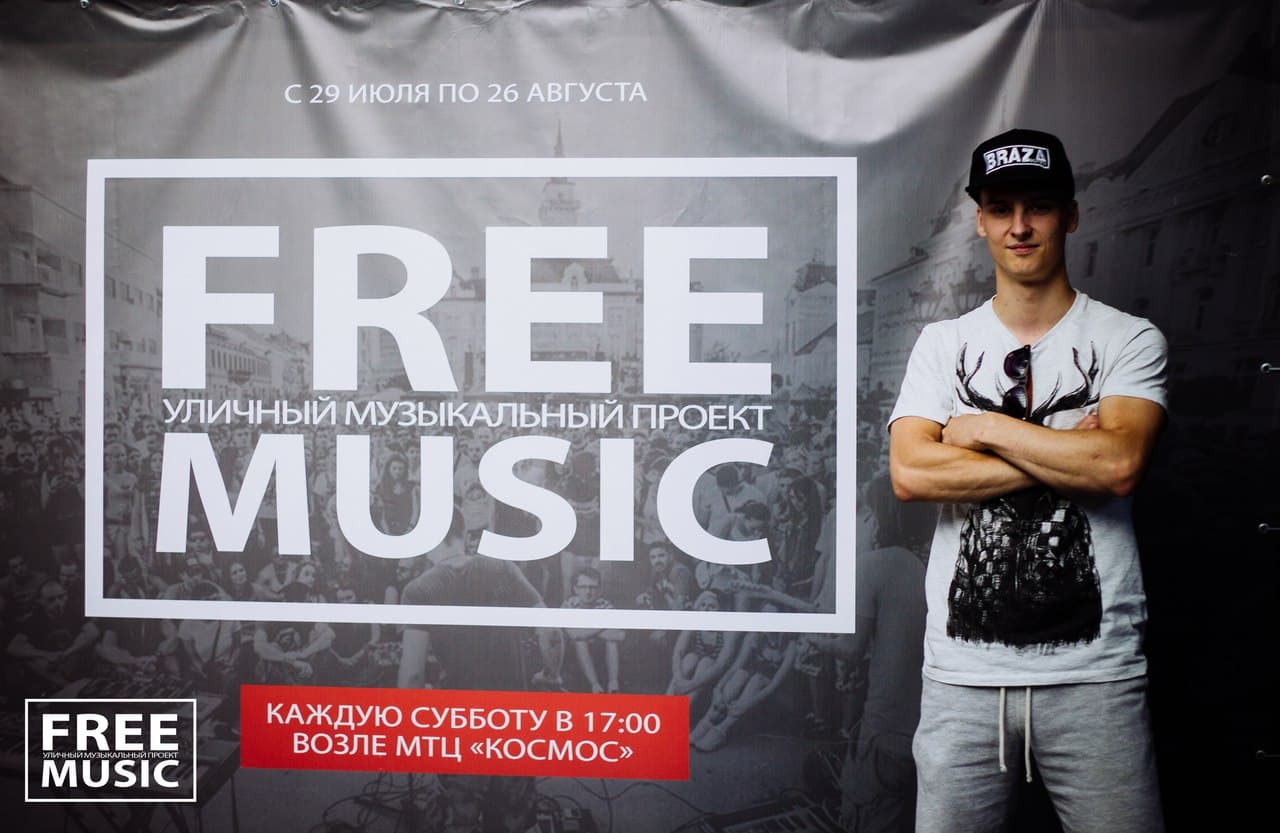 С 29 ИЮЛЯ ПО 26 АВГУСТА
BRAZA
FREE
УЛИЧНЫЙ МУЗЫКАЛЬНЫЙ ПРОЕКТ
MUSIC
КАЖДУЮ СУББОТУ В 17:00
ВОЗЛЕ МТЦ «КОСМОС»
FREE
УЛИЧНЫЙ МУЗЫКАЛЬНЫЙ ПРОЕКТ
MUSIC